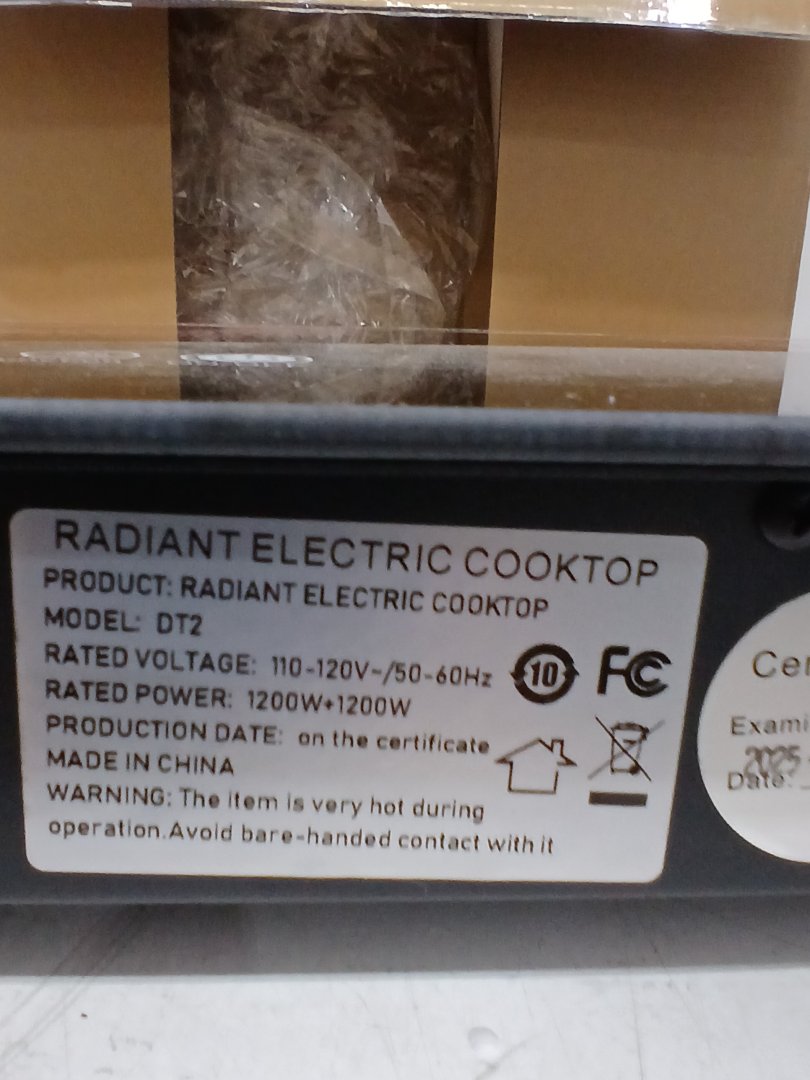 RADIANT ELECTRIC COOKTOP
PRODUCT: RADIANT ELECTRIC COOKTOP
MODEL: DT2
RATED VOLTAGE: 110-120V~/50-60Hz
RATED POWER: 1200W+1200W
PRODUCTION DATE: on the certificate
MADE IN CHINA
WARNING: The item is very hot during
operation.Avoid bare-handed contact with it
10
FC
Cer
Exami
2025
Date: